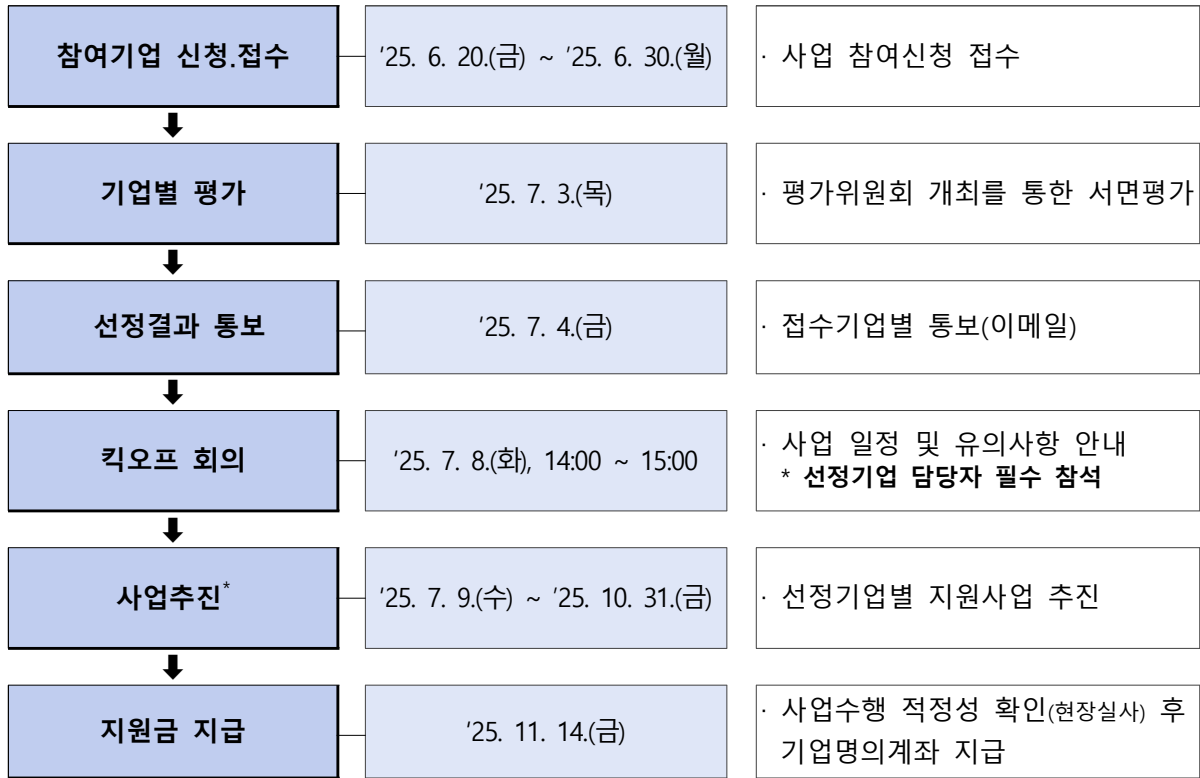 참여기업 신청.접수
'25. 6. 20.(금) ~ '25. 6. 30.(월)
· 사업 참여신청 접수
기업별 평가
'25. 7. 3.(목)
· 평가위원회 개최를 통한 서면평가
선정결과 통보
'25. 7. 4.(금)
· 접수기업별 통보(이메일)
킥오프 회의
'25. 7. 8.(화), 14:00 ~ 15:00
· 사업 일정 및 유의사항 안내
* 선정기업 담당자 필수 참석
사업추진*
'25. 7. 9.(수) ~ '25. 10. 31.(금)
· 선정기업별 지원사업 추진
지원금 지급
'25. 11. 14.(금)
· 사업수행 적정성 확인(현장실사) 후
기업명의계좌 지급